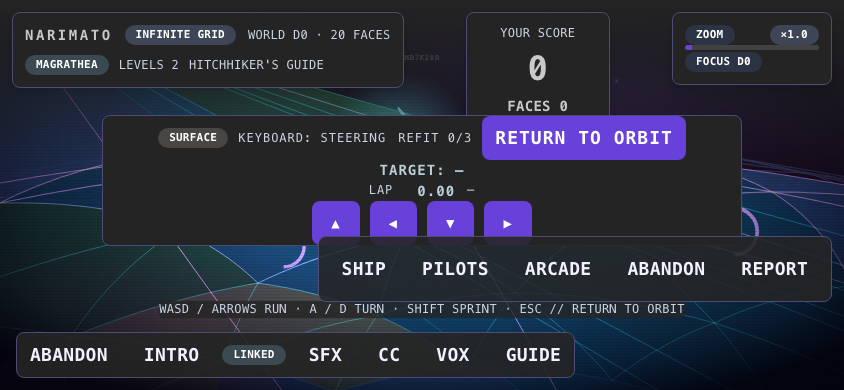 NARIMATO INFINITE GRID WORLD D0 · 20 FACES
MAGRATHEA LEVELS 2 HITCHHIKER'S GUIDE
YOUR SCORE
0
FACES 0
ZOOM ×1.0
FOCUS D0
SURFACE KEYBOARD: STEERING REFIT 0/3 RETURN TO ORBIT
TARGET: —
LAP 0.00 —
▲ ◀ ▼ ▶
SHIP PILOTS ARCADE ABANDON REPORT
WASD / ARROWS RUN · A / D TURN · SHIFT SPRINT · ESC // RETURN TO ORBIT
ABANDON INTRO LINKED SFX CC VOX GUIDE